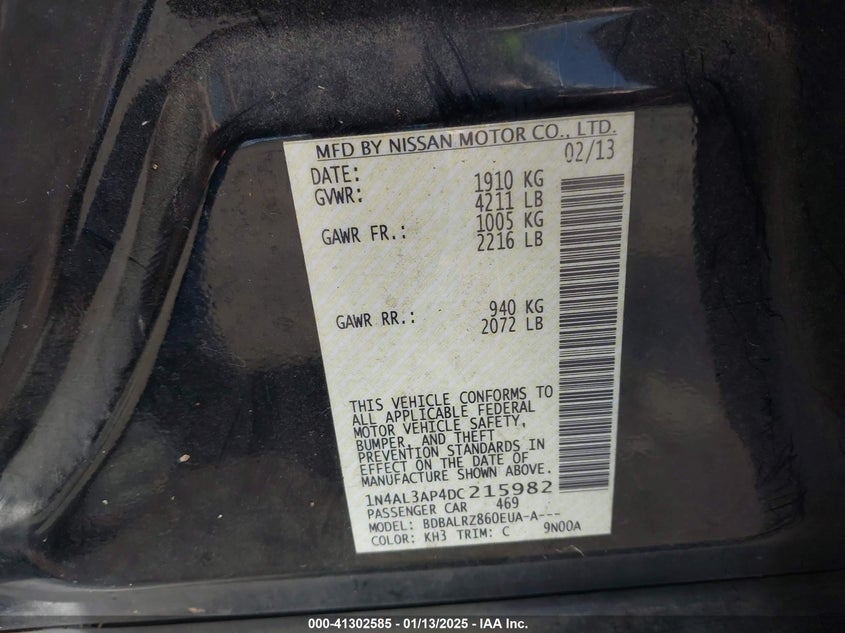 MFD BY NISSAN MOTOR CO., LTD.
DATE: 02/13
GVWR: 1910 KG
4211 LB
GAWR FR.: 1005 KG
2216 LB
GAWR RR.: 940 KG
2072 LB
THIS VEHICLE CONFORMS TO
ALL APPLICABLE FEDERAL
MOTOR VEHICLE SAFETY,
BUMPER, AND THEFT
PREVENTION STANDARDS IN
EFFECT ON THE DATE OF
MANUFACTURE SHOWN ABOVE.
1N4AL3AP4DC215982
PASSENGER CAR 469
MODEL: BDBALRZ860EUA-A---
COLOR: KH3 TRIM: C 9N00A
000-41302585 - 01/13/2025 - IAA Inc.